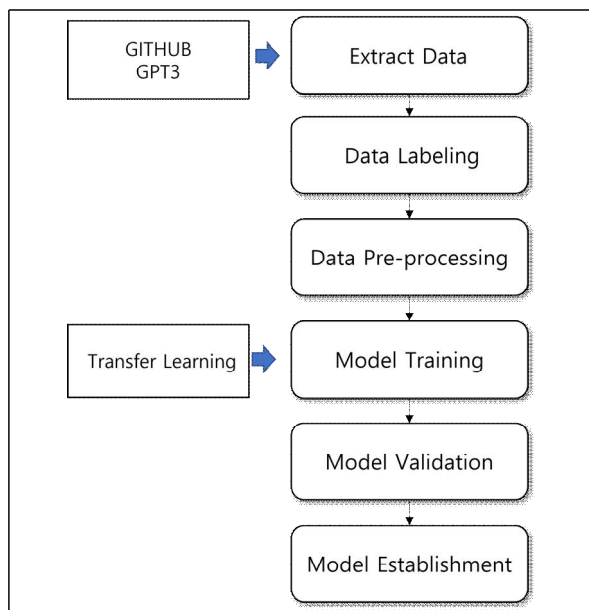 GITHUB
GPT3
Extract Data
Data Labeling
Data Pre-processing
Transfer Learning
Model Training
Model Validation
Model Establishment